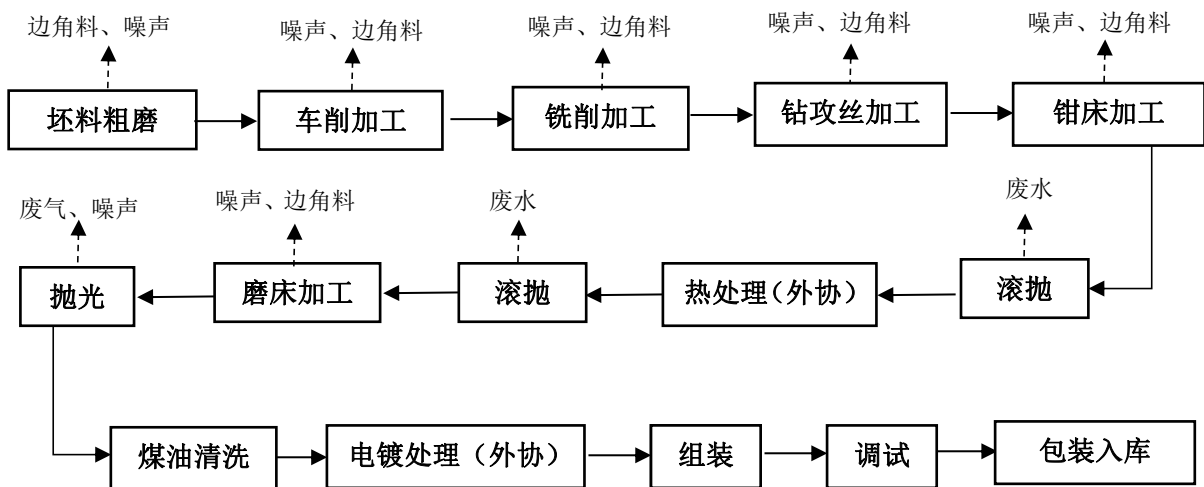 边角料、噪声
噪声、边角料
噪声、边角料
噪声、边角料
噪声、边角料
坯料粗磨
车削加工
铣削加工
钻攻丝加工
钳床加工
废气、噪声
噪声、边角料
废水
废水
抛光
磨床加工
滚抛
热处理（外协）
滚抛
煤油清洗
电镀处理（外协）
组装
调试
包装入库